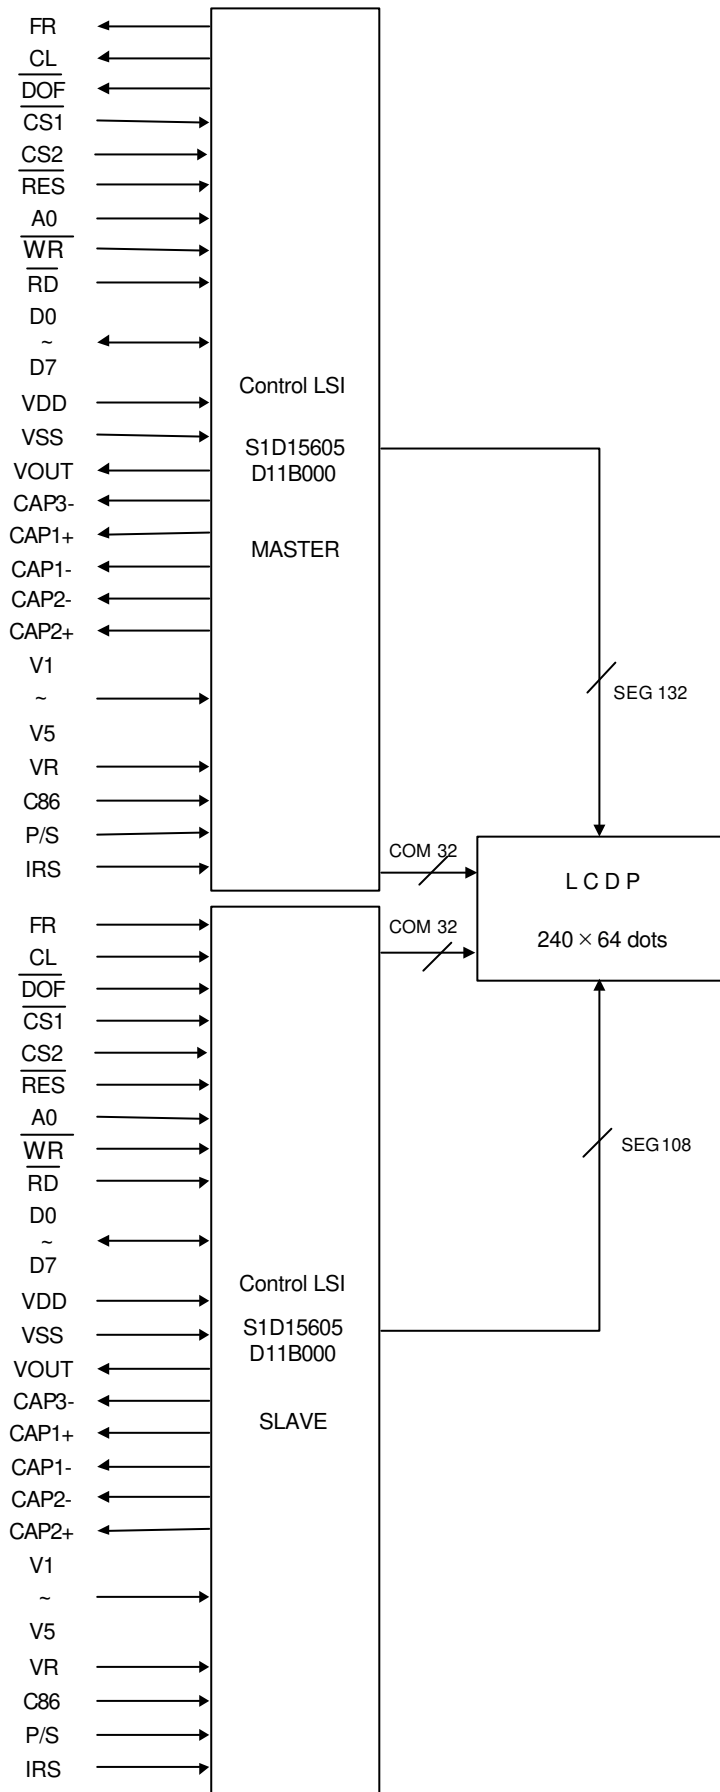 FR
CL
DOF
CS1
CS2
RES
A0
WR
RD
D0
~
D7
VDD
VSS
VOUT
CAP3-
CAP1+
CAP1-
CAP2-
CAP2+
V1
~
V5
VR
C86
P/S
IRS
Control LSI
S1D15605
D11B000
MASTER
SEG 132
COM 32
L C D P
240 × 64 dots
COM 32
FR
CL
DOF
CS1
CS2
RES
A0
WR
RD
D0
~
D7
VDD
VSS
VOUT
CAP3-
CAP1+
CAP1-
CAP2-
CAP2+
V1
~
V5
VR
C86
P/S
IRS
Control LSI
S1D15605
D11B000
SLAVE
SEG108